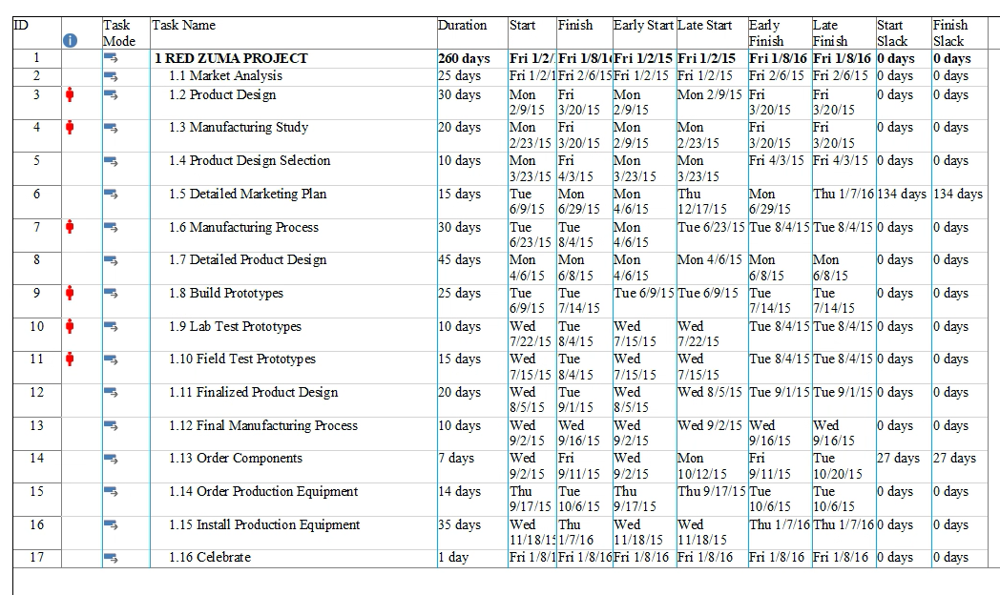 ID Task Mode Task Name Duration Start Finish Early Start Late Start Early Finish Late Finish Start Slack Finish Slack
1 1 RED ZUMA PROJECT 260 days Fri 1/2/ Fri 1/8/16 Fri 1/2/15 Fri 1/2/15 Fri 1/8/16 Fri 1/8/16 0 days 0 days
2 1.1 Market Analysis 25 days Fri 1/2/1 Fri 2/6/15 Fri 1/2/15 Fri 1/2/15 Fri 2/6/15 Fri 2/6/15 0 days 0 days
3 1.2 Product Design 30 days Mon 2/9/15 Fri 3/20/15 Mon 2/9/15 Mon 2/9/15 Fri 3/20/15 Fri 3/20/15 0 days 0 days
4 1.3 Manufacturing Study 20 days Mon 2/23/15 Fri 3/20/15 Mon 2/9/15 Mon 2/23/15 Fri 3/20/15 Fri 3/20/15 0 days 0 days
5 1.4 Product Design Selection 10 days Mon 3/23/15 Fri 4/3/15 Mon 3/23/15 Mon 3/23/15 Fri 4/3/15 Fri 4/3/15 0 days 0 days
6 1.5 Detailed Marketing Plan 15 days Tue 6/9/15 Mon 6/29/15 Mon 4/6/15 Thu 12/17/15 Mon 6/29/15 Thu 1/7/16 134 days 134 days
7 1.6 Manufacturing Process 30 days Tue 6/23/15 Tue 8/4/15 Mon 4/6/15 Tue 6/23/15 Tue 8/4/15 Tue 8/4/15 0 days 0 days
8 1.7 Detailed Product Design 45 days Mon 4/6/15 Mon 6/8/15 Mon 4/6/15 Mon 4/6/15 Mon 6/8/15 Mon 6/8/15 0 days 0 days
9 1.8 Build Prototypes 25 days Tue 6/9/15 Tue 7/14/15 Tue 6/9/15 Tue 6/9/15 Tue 7/14/15 Tue 7/14/15 0 days 0 days
10 1.9 Lab Test Prototypes 10 days Wed 7/22/15 Tue 8/4/15 Wed 7/15/15 Wed 7/22/15 Tue 8/4/15 Tue 8/4/15 0 days 0 days
11 1.10 Field Test Prototypes 15 days Wed 7/15/15 Tue 8/4/15 Wed 7/15/15 Wed 7/15/15 Tue 8/4/15 Tue 8/4/15 0 days 0 days
12 1.11 Finalized Product Design 20 days Wed 8/5/15 Tue 9/1/15 Wed 8/5/15 Wed 8/5/15 Tue 9/1/15 Tue 9/1/15 0 days 0 days
13 1.12 Final Manufacturing Process 10 days Wed 9/2/15 Wed 9/16/15 Wed 9/2/15 Wed 9/2/15 Wed 9/16/15 Wed 9/16/15 0 days 0 days
14 1.13 Order Components 7 days Wed 9/2/15 Fri 9/11/15 Wed 9/2/15 Mon 10/12/15 Fri 9/11/15 Tue 10/20/15 27 days 27 days
15 1.14 Order Production Equipment 14 days Thu 9/17/15 Tue 10/6/15 Thu 9/17/15 Thu 9/17/15 Tue 10/6/15 Tue 10/6/15 0 days 0 days
16 1.15 Install Production Equipment 35 days Wed 11/18/15 Thu 1/7/16 Wed 11/18/15 Wed 11/18/15 Thu 1/7/16 Thu 1/7/16 0 days 0 days
17 1.16 Celebrate 1 day Fri 1/8/1 Fri 1/8/16 Fri 1/8/16 Fri 1/8/16 Fri 1/8/16 Fri 1/8/16 0 days 0 days